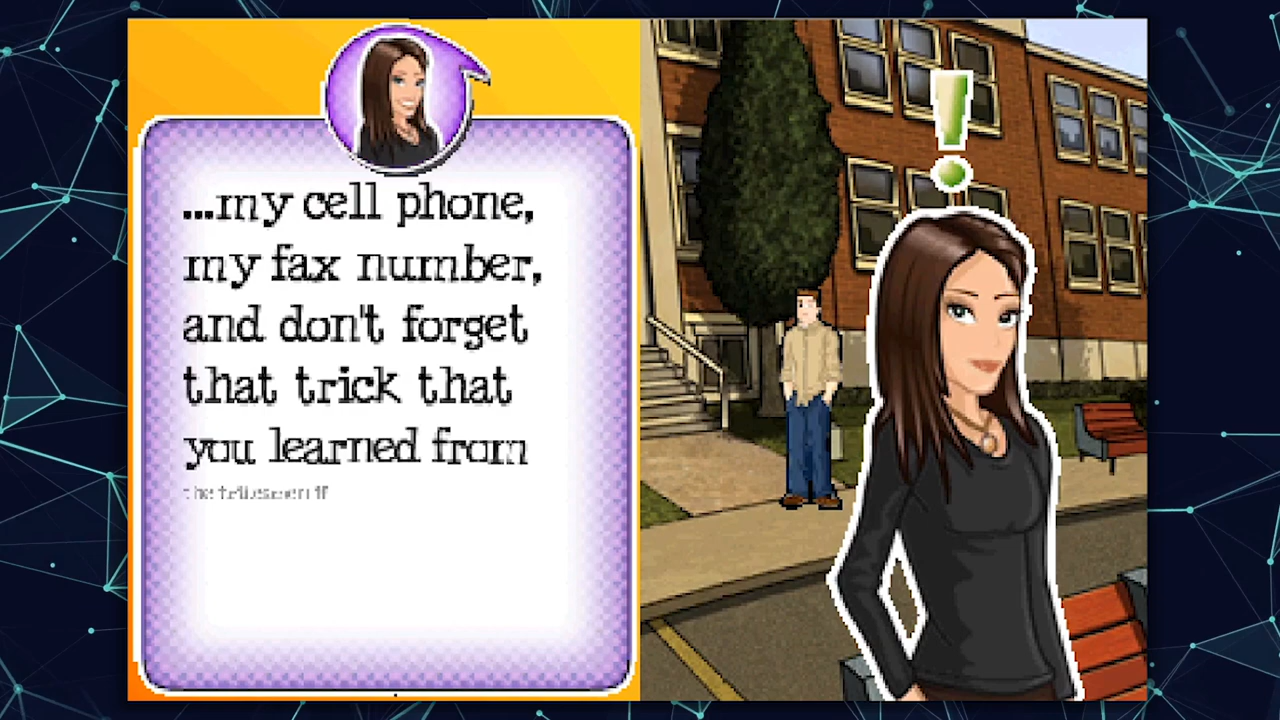 ...my cell phone,
my fax number,
and don't forget
that trick that
you learned from